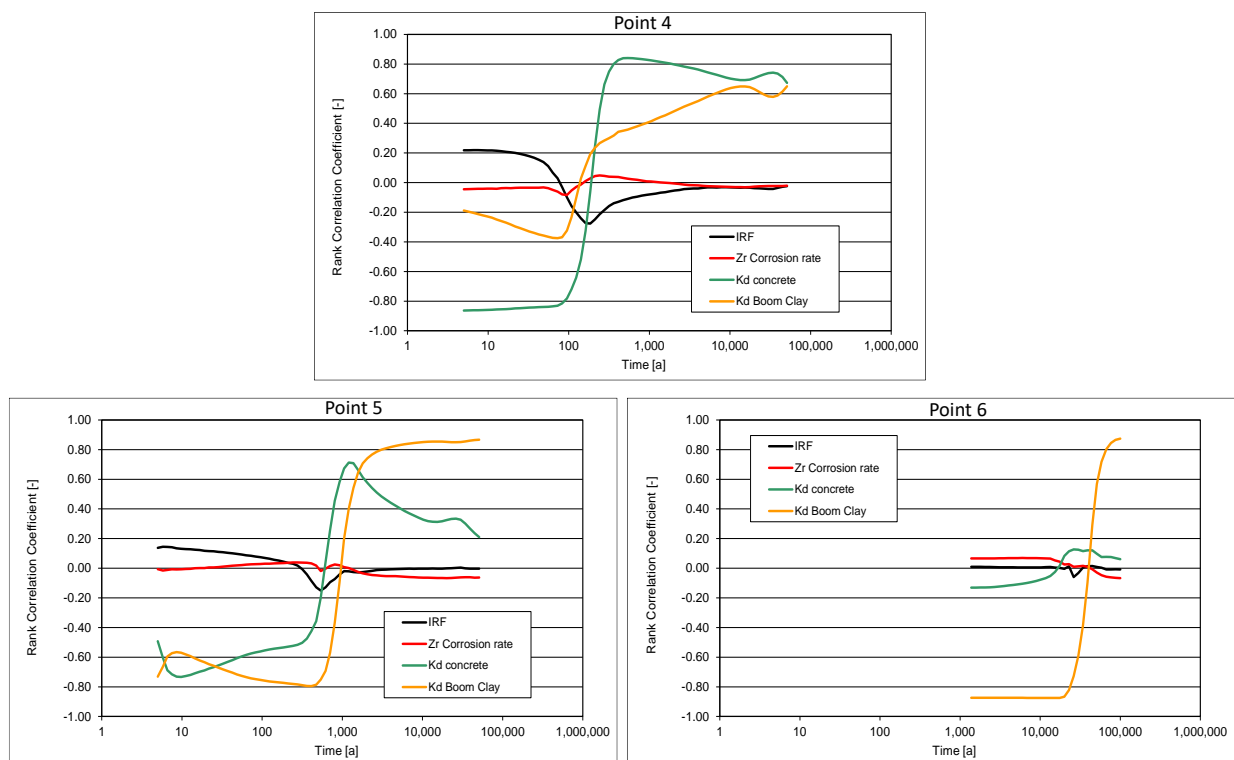 Point 4
Rank Correlation Coefficient [-]
1.00
0.80
0.60
0.40
0.20
0.00
-0.20
-0.40
-0.60
-0.80
-1.00
IRF
Zr Corrosion rate
Kd concrete
Kd Boom Clay
1
10
100
1,000
10,000
100,000
1,000,000
Time [a]
Point 5
Rank Correlation Coefficient [-]
1.00
0.80
0.60
0.40
0.20
0.00
-0.20
-0.40
-0.60
-0.80
-1.00
IRF
Zr Corrosion rate
Kd concrete
Kd Boom Clay
1
10
100
1,000
10,000
100,000
1,000,000
Time [a]
Point 6
Rank Correlation Coefficient [-]
1.00
0.80
0.60
0.40
0.20
0.00
-0.20
-0.40
-0.60
-0.80
-1.00
IRF
Zr Corrosion rate
Kd concrete
Kd Boom Clay
1
10
100
1,000
10,000
100,000
1,000,000
Time [a]